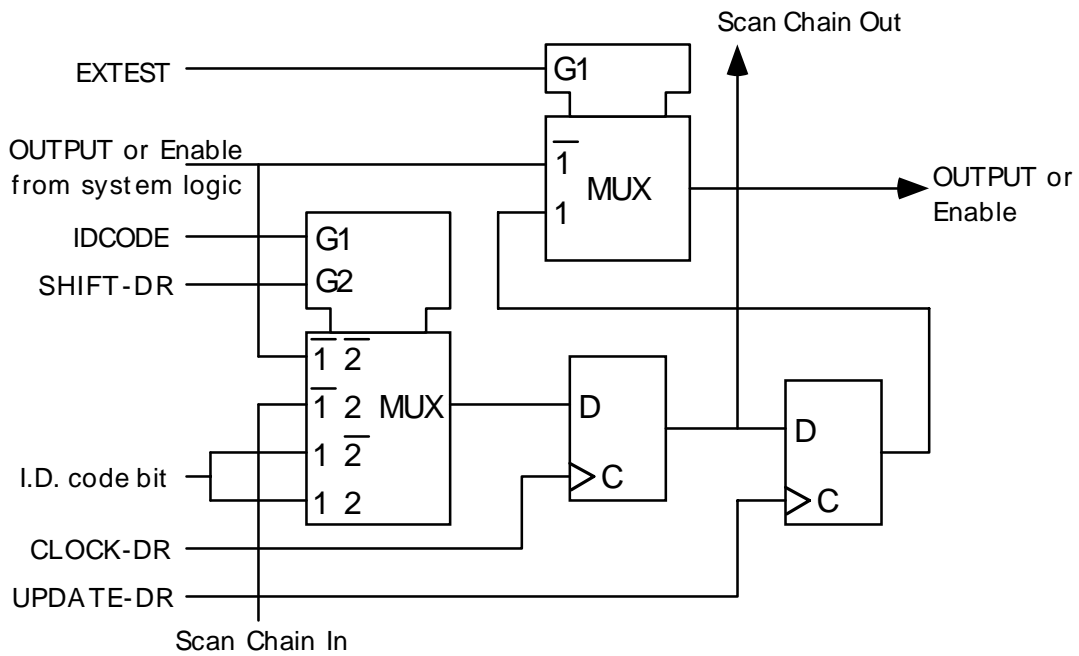 Scan Chain Out
EXTEST
G1
OUTPUT or Enable
from system logic
1̅
MUX
1
OUTPUT or
Enable
IDCODE
G1
SHIFT-DR
G2
1̅ 2̅
1̅ 2 MUX
D
1 2̅
D
I.D. code bit
C
1 2
C
CLOCK-DR
UPDATE-DR
Scan Chain In